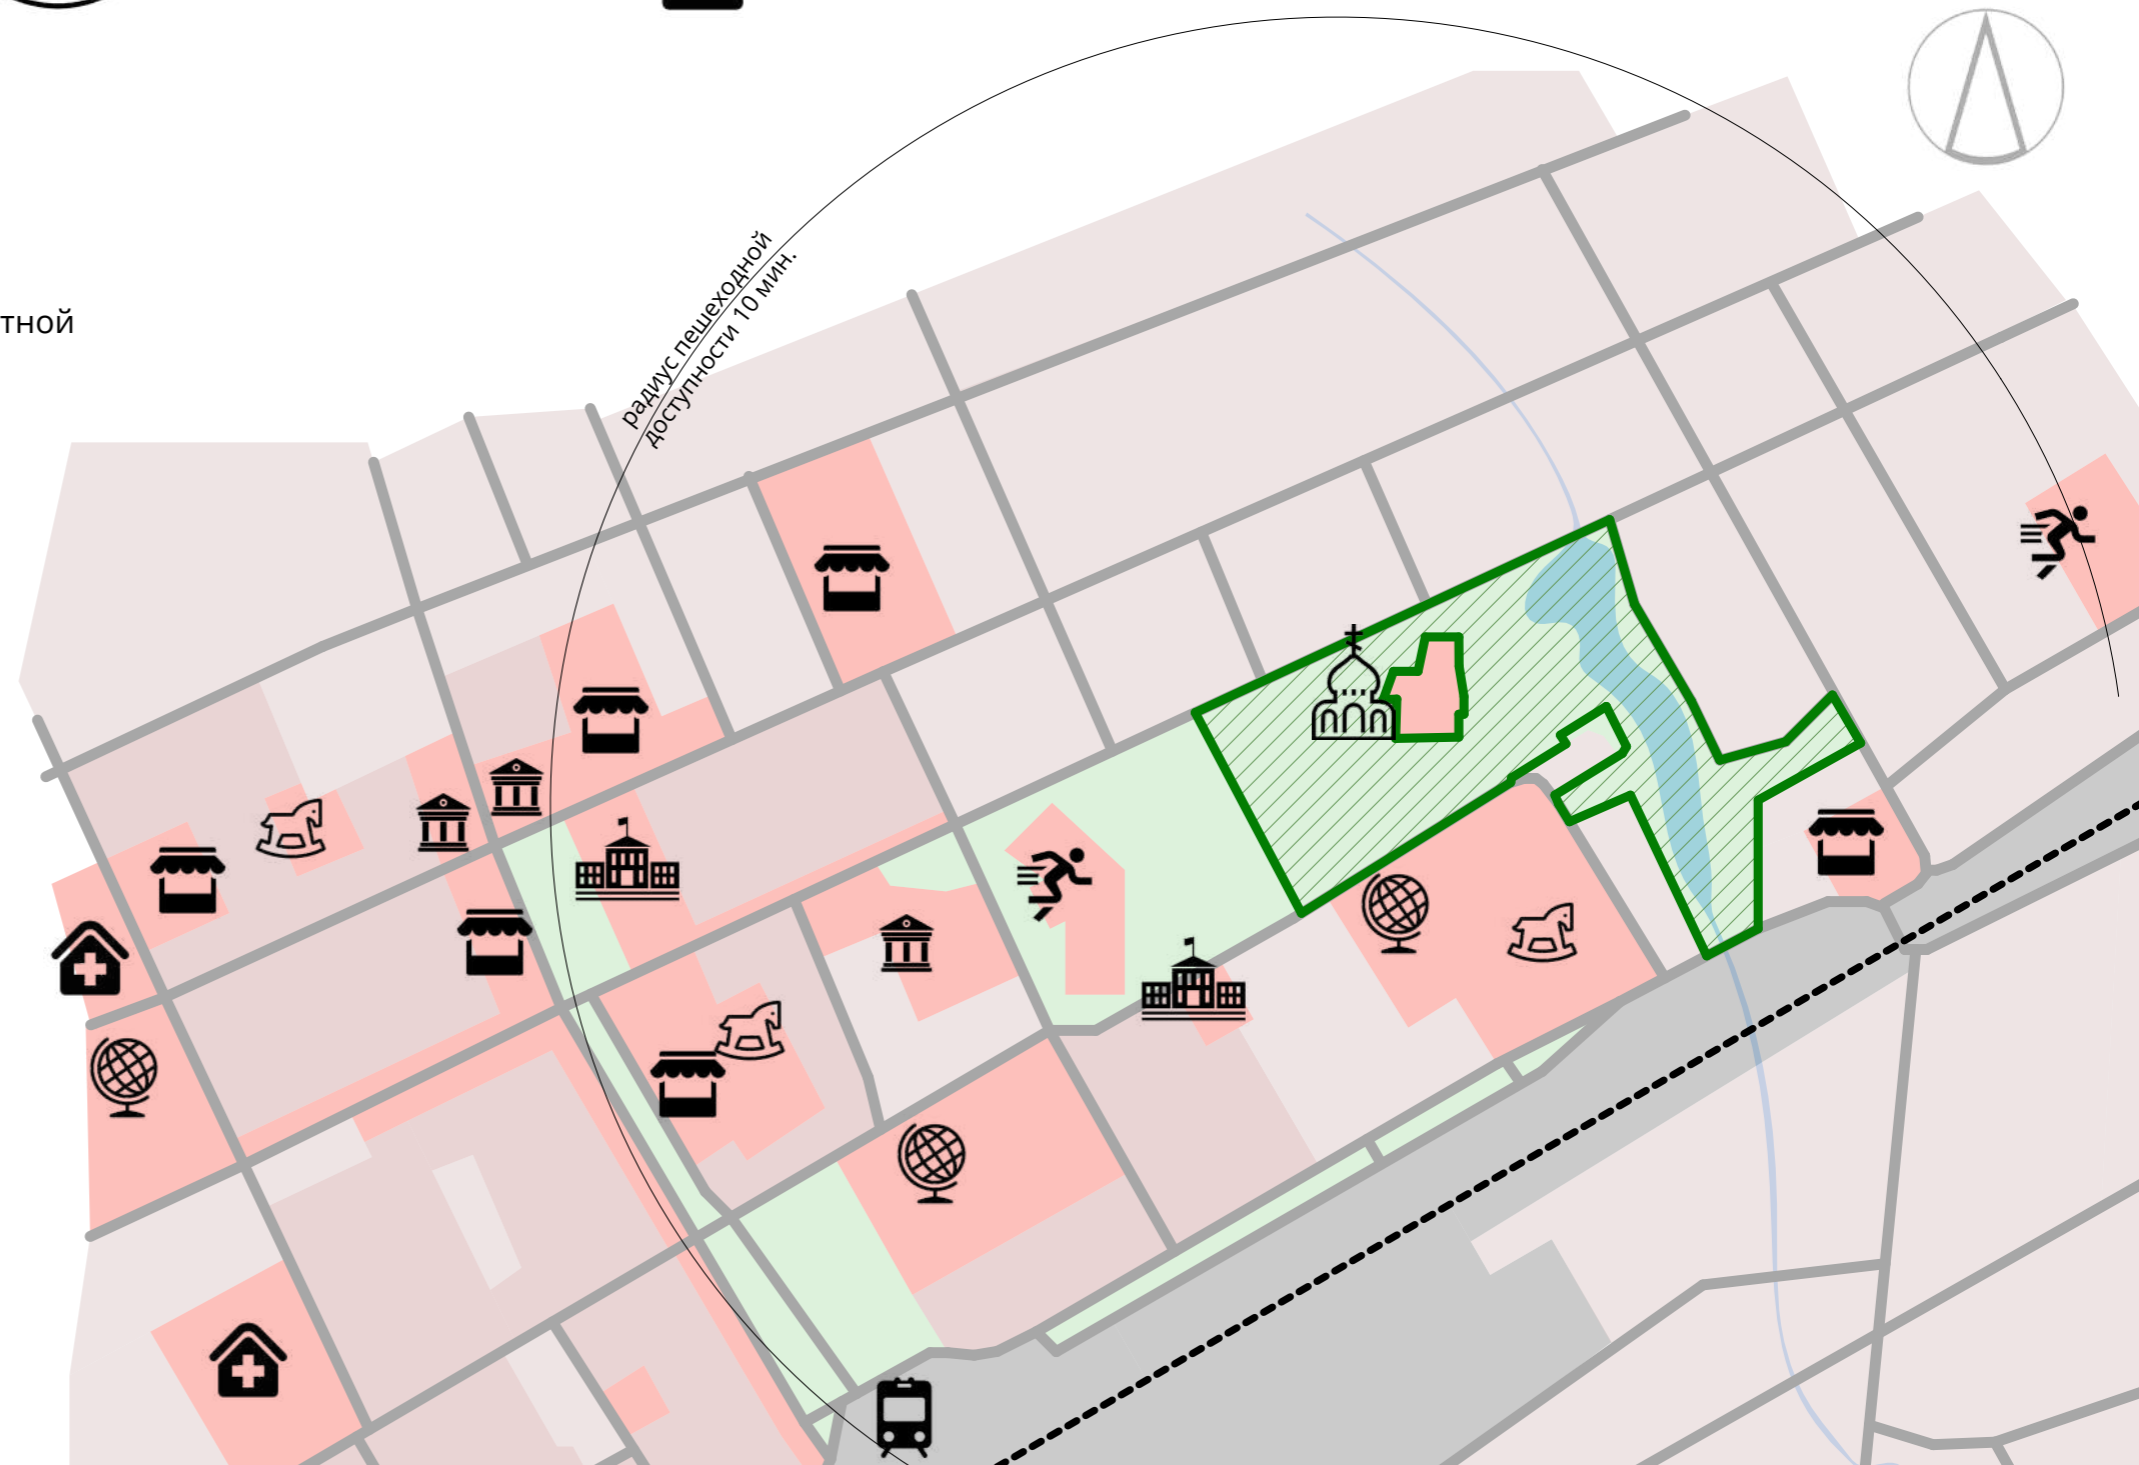 радиус пешеходной
доступности 10 мин.
тной